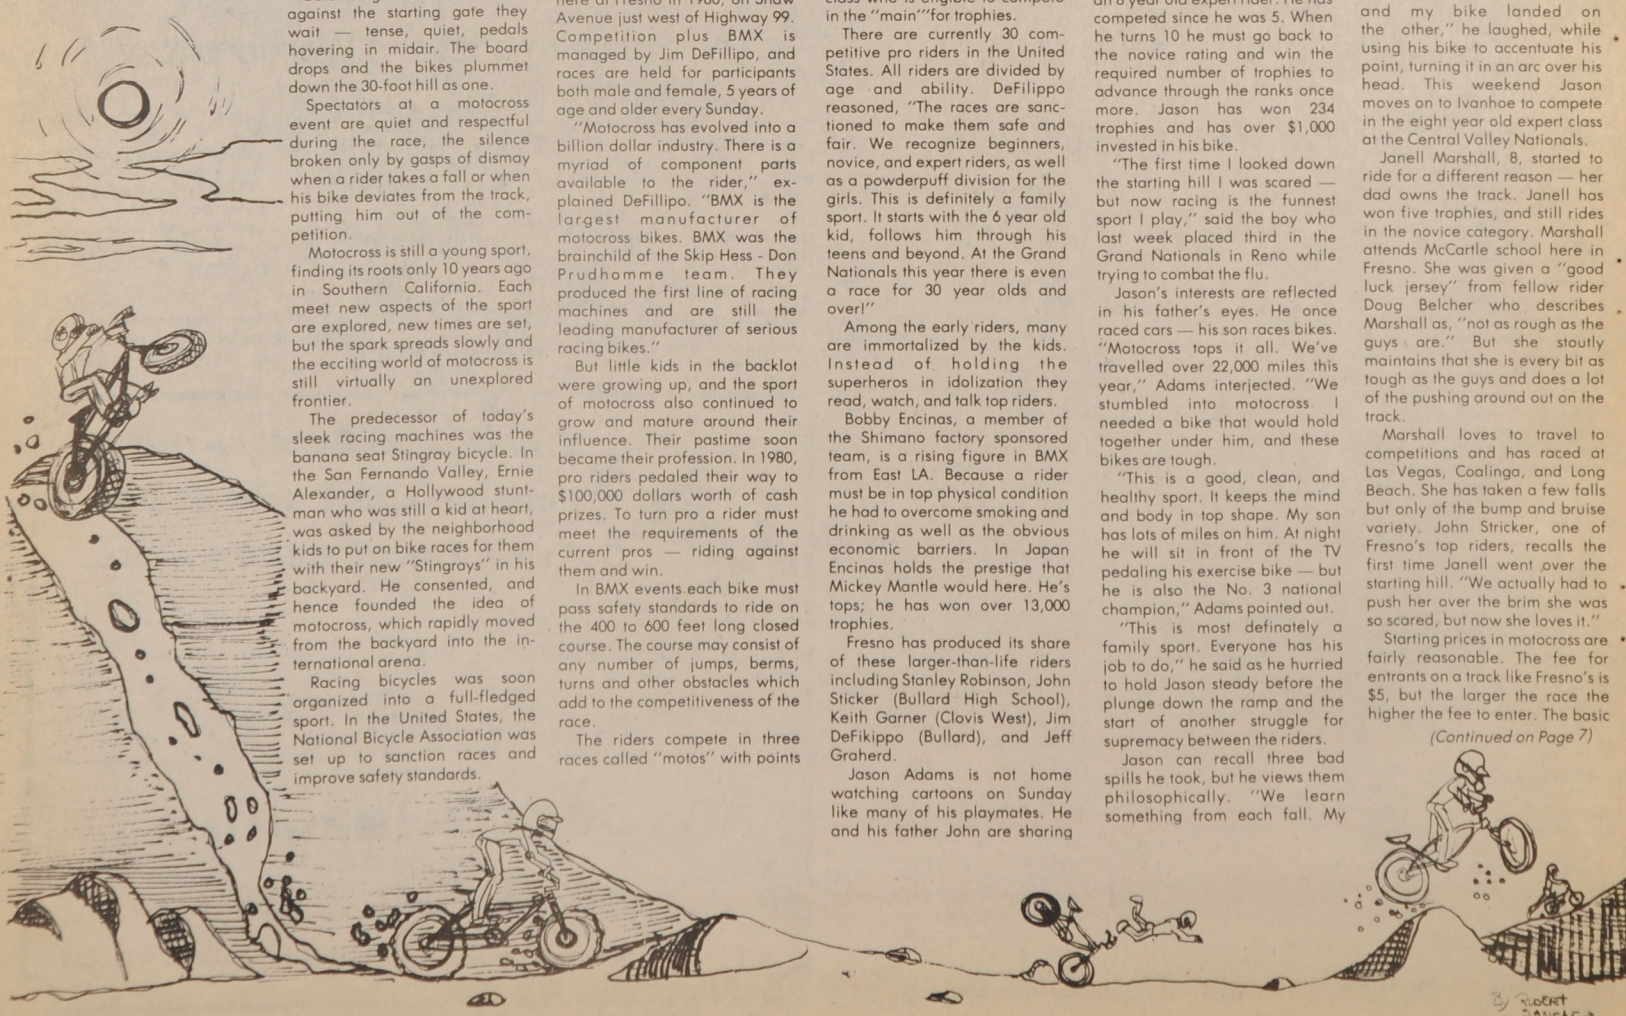 against the starting gate they
wait — tense, quiet, pedals
hovering in midair. The board
drops and the bikes plummet
down the 30-foot hill as one.
Spectators at a motocross
event are quiet and respectful
during the race, the silence
broken only by gasps of dismay
when a rider takes a fall or when
his bike deviates from the track,
putting him out of the com-
petition.
Motocross is still a young sport,
finding its roots only 10 years ago
in Southern California. Each
meet new aspects of the sport
are explored, new times are set,
but the spark spreads slowly and
the ecciting world of motocross is
still virtually an unexplored
frontier.
The predecessor of today's
sleek racing machines was the
banana seat Stingray bicycle. In
the San Fernando Valley, Ernie
Alexander, a Hollywood stunt-
man who was still a kid at heart,
was asked by the neighborhood
kids to put on bike races for them
with their new "Stingrays" in his
backyard. He consented, and
hence founded the idea of
motocross, which rapidly moved
from the backyard into the in-
ternational arena.
Racing bicycles was soon
organized into a full-fledged
sport. In the United States, the
National Bicycle Association was
set up to sanction races and
improve safety standards.
here at Fresno in 1980, on Shaw
Avenue just west of Highway 99.
Competition plus BMX is
managed by Jim DeFillipo, and
races are held for participants
both male and female, 5 years of
age and older every Sunday.
"Motocross has evolved into a
billion dollar industry. There is a
myriad of component parts
available to the rider," ex-
plained DeFillipo. "BMX is the
largest manufacturer of
motocross bikes. BMX was the
brainchild of the Skip Hess - Don
Prudhomme team. They
produced the first line of racing
machines and are still the
leading manufacturer of serious
racing bikes."
But little kids in the backlot
were growing up, and the sport
of motocross also continued to
grow and mature around their
influence. Their pastime soon
became their profession. In 1980,
pro riders pedaled their way to
$100,000 dollars worth of cash
prizes. To turn pro a rider must
meet the requirements of the
current pros — riding against
them and win.
In BMX events each bike must
pass safety standards to ride on
the 400 to 600 feet long closed
course. The course may consist of
any number of jumps, berms,
turns and other obstacles which
add to the competitiveness of the
race.
The riders compete in three
races called "motos" with points
class who is eligible to compete
in the "main"'for trophies.
There are currently 30 com-
petitive pro riders in the United
States. All riders are divided by
age and ability. DeFilippo
reasoned, "The races are sanc-
tioned to make them safe and
fair. We recognize beginners,
novice, and expert riders, as well
as a powderpuff division for the
girls. This is definitely a family
sport. It starts with the 6 year old
kid, follows him through his
teens and beyond. At the Grand
Nationals this year there is even
a race for 30 year olds and
over!"
Among the early riders, many
are immortalized by the kids.
Instead of holding the
superheros in idolization they
read, watch, and talk top riders.
Bobby Encinas, a member of
the Shimano factory sponsored
team, is a rising figure in BMX
from East LA. Because a rider
must be in top physical condition
he had to overcome smoking and
drinking as well as the obvious
economic barriers. In Japan
Encinas holds the prestige that
Mickey Mantle would here. He's
tops; he has won over 13,000
trophies.
Fresno has produced its share
of these larger-than-life riders
including Stanley Robinson, John
Sticker (Bullard High School),
Keith Garner (Clovis West), Jim
DeFikippo (Bullard), and Jeff
Graherd.
Jason Adams is not home
watching cartoons on Sunday
like many of his playmates. He
and his father John are sharing
an 8 year old expert rider. He has
competed since he was 5. When
he turns 10 he must go back to
the novice rating and win the
required number of trophies to
advance through the ranks once
more. Jason has won 234
trophies and has over $1,000
invested in his bike.
"The first time I looked down
the starting hill I was scared —
but now racing is the funnest
sport I play," said the boy who
last week placed third in the
Grand Nationals in Reno while
trying to combat the flu.
Jason's interests are reflected
in his father's eyes. He once
raced cars — his son races bikes.
"Motocross tops it all. We've
travelled over 22,000 miles this
year," Adams interjected. "We
stumbled into motocross I
needed a bike that would hold
together under him, and these
bikes are tough.
"This is a good, clean, and
healthy sport. It keeps the mind
and body in top shape. My son
has lots of miles on him. At night
he will sit in front of the TV
pedaling his exercise bike — but
he is also the No. 3 national
champion," Adams pointed out.
"This is most definately a
family sport. Everyone has his
job to do," he said as he hurried
to hold Jason steady before the
plunge down the ramp and the
start of another struggle for
supremacy between the riders.
Jason can recall three bad
spills he took, but he views them
philosophically. "We learn
something from each fall. My
and my bike landed on
the other," he laughed, while
using his bike to accentuate his
point, turning it in an arc over his
head. This weekend Jason
moves on to Ivanhoe to compete
in the eight year old expert class
at the Central Valley Nationals.
Janell Marshall, 8, started to
ride for a different reason — her
dad owns the track. Janell has
won five trophies, and still rides
in the novice category. Marshall
attends McCartle school here in
Fresno. She was given a "good
luck jersey" from fellow rider
Doug Belcher who describes
Marshall as, "not as rough as the
guys are." But she stoutly
maintains that she is every bit as
tough as the guys and does a lot
of the pushing around out on the
track.
Marshall loves to travel to
competitions and has raced at
Las Vegas, Coalinga, and Long
Beach. She has taken a few falls
but only of the bump and bruise
variety. John Stricker, one of
Fresno's top riders, recalls the
first time Janell went over the
starting hill. "We actually had to
push her over the brim she was
so scared, but now she loves it."
Starting prices in motocross are
fairly reasonable. The fee for
entrants on a track like Fresno's is
$5, but the larger the race the
higher the fee to enter. The basic
(Continued on Page 7)
By